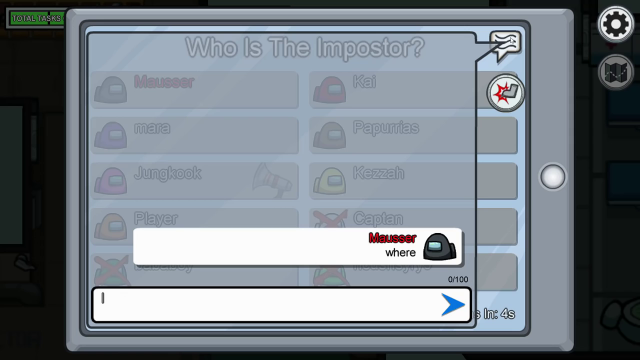 TOTAL TASKS
Who Is The Impostor?
Mausser
Kai
mara
Papurrias
Jungkook
Kezzah
Player
Captan
Mausser
where
0/100
s In: 4s